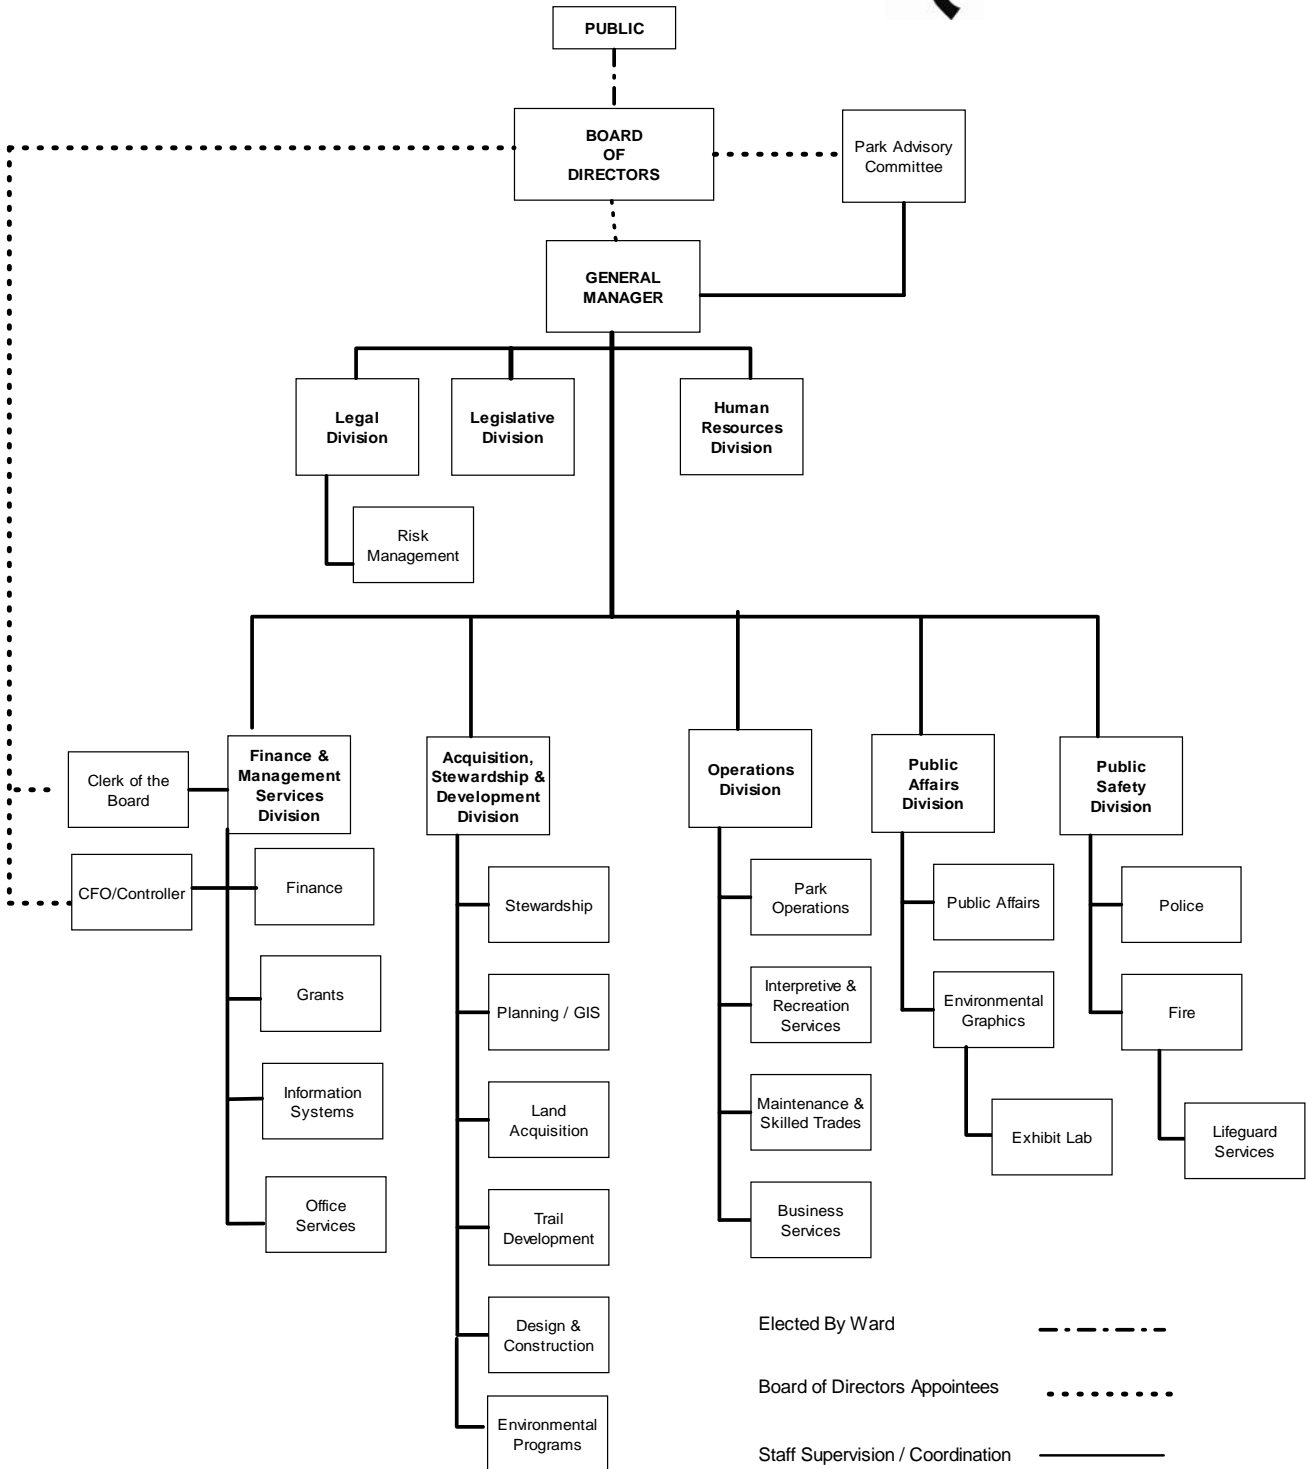 PUBLIC
BOARD
OF
DIRECTORS
Park Advisory
Committee
GENERAL
MANAGER
Legal
Division
Legislative
Division
Human
Resources
Division
Risk
Management
Clerk of the
Board
Finance &
Management
Services
Division
Acquisition,
Stewardship &
Development
Division
Operations
Division
Public
Affairs
Division
Public
Safety
Division
CFO/Controller
Finance
Grants
Information
Systems
Office
Services
Stewardship
Planning / GIS
Land
Acquisition
Trail
Development
Design &
Construction
Environmental
Programs
Park
Operations
Interpretive &
Recreation
Services
Maintenance &
Skilled Trades
Business
Services
Public Affairs
Environmental
Graphics
Exhibit Lab
Police
Fire
Lifeguard
Services
Elected By Ward
Board of Directors Appointees
Staff Supervision / Coordination